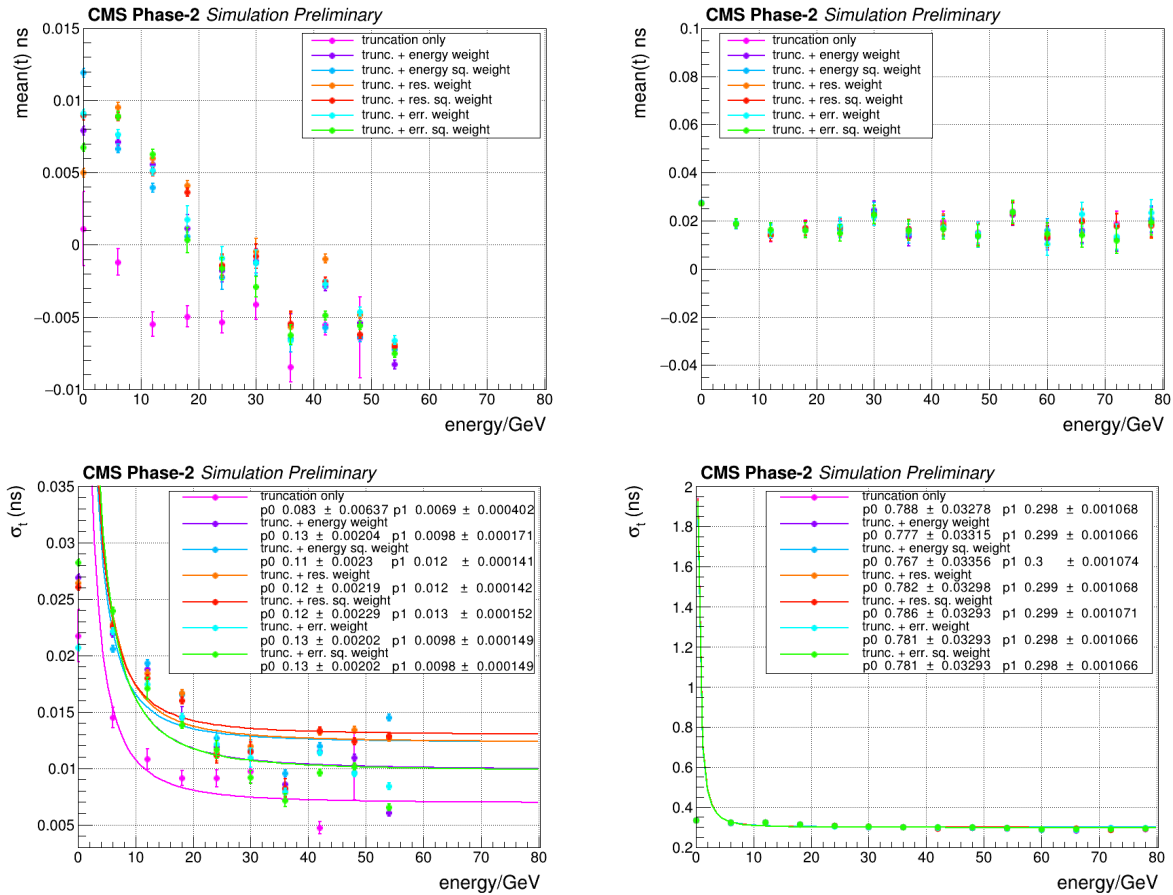 CMS Phase-2 Simulation Preliminary
mean(t) ns
0.015
0.01
0.005
0
−0.005
−0.01
truncation only
trunc. + energy weight
trunc. + energy sq. weight
trunc. + res. weight
trunc. + res. sq. weight
trunc. + err. weight
trunc. + err. sq. weight
0 10 20 30 40 50 60 70 80
energy/GeV
CMS Phase-2 Simulation Preliminary
mean(t) ns
0.1
0.08
0.06
0.04
0.02
0
−0.02
−0.04
truncation only
trunc. + energy weight
trunc. + energy sq. weight
trunc. + res. weight
trunc. + res. sq. weight
trunc. + err. weight
trunc. + err. sq. weight
0 10 20 30 40 50 60 70 80
energy/GeV
CMS Phase-2 Simulation Preliminary
σt (ns)
0.035
0.03
0.025
0.02
0.015
0.01
0.005
truncation only
p0 0.083 ± 0.00637 p1 0.0069 ± 0.000402
trunc. + energy weight
p0 0.13 ± 0.00204 p1 0.0098 ± 0.000171
trunc. + energy sq. weight
p0 0.11 ± 0.0023 p1 0.012 ± 0.000141
trunc. + res. weight
p0 0.12 ± 0.00219 p1 0.012 ± 0.000142
trunc. + res. sq. weight
p0 0.12 ± 0.00229 p1 0.013 ± 0.000152
trunc. + err. weight
p0 0.13 ± 0.00202 p1 0.0098 ± 0.000149
trunc. + err. sq. weight
p0 0.13 ± 0.00202 p1 0.0098 ± 0.000149
0 10 20 30 40 50 60 70 80
energy/GeV
CMS Phase-2 Simulation Preliminary
σt (ns)
2
1.8
1.6
1.4
1.2
1
0.8
0.6
0.4
0.2
truncation only
p0 0.788 ± 0.03278 p1 0.298 ± 0.001068
trunc. + energy weight
p0 0.777 ± 0.03315 p1 0.299 ± 0.001066
trunc. + energy sq. weight
p0 0.767 ± 0.03356 p1 0.3 ± 0.001074
trunc. + res. weight
p0 0.782 ± 0.03298 p1 0.299 ± 0.001068
trunc. + res. sq. weight
p0 0.786 ± 0.03293 p1 0.299 ± 0.001071
trunc. + err. weight
p0 0.781 ± 0.03293 p1 0.298 ± 0.001066
trunc. + err. sq. weight
p0 0.781 ± 0.03293 p1 0.298 ± 0.001066
0 10 20 30 40 50 60 70 80
energy/GeV